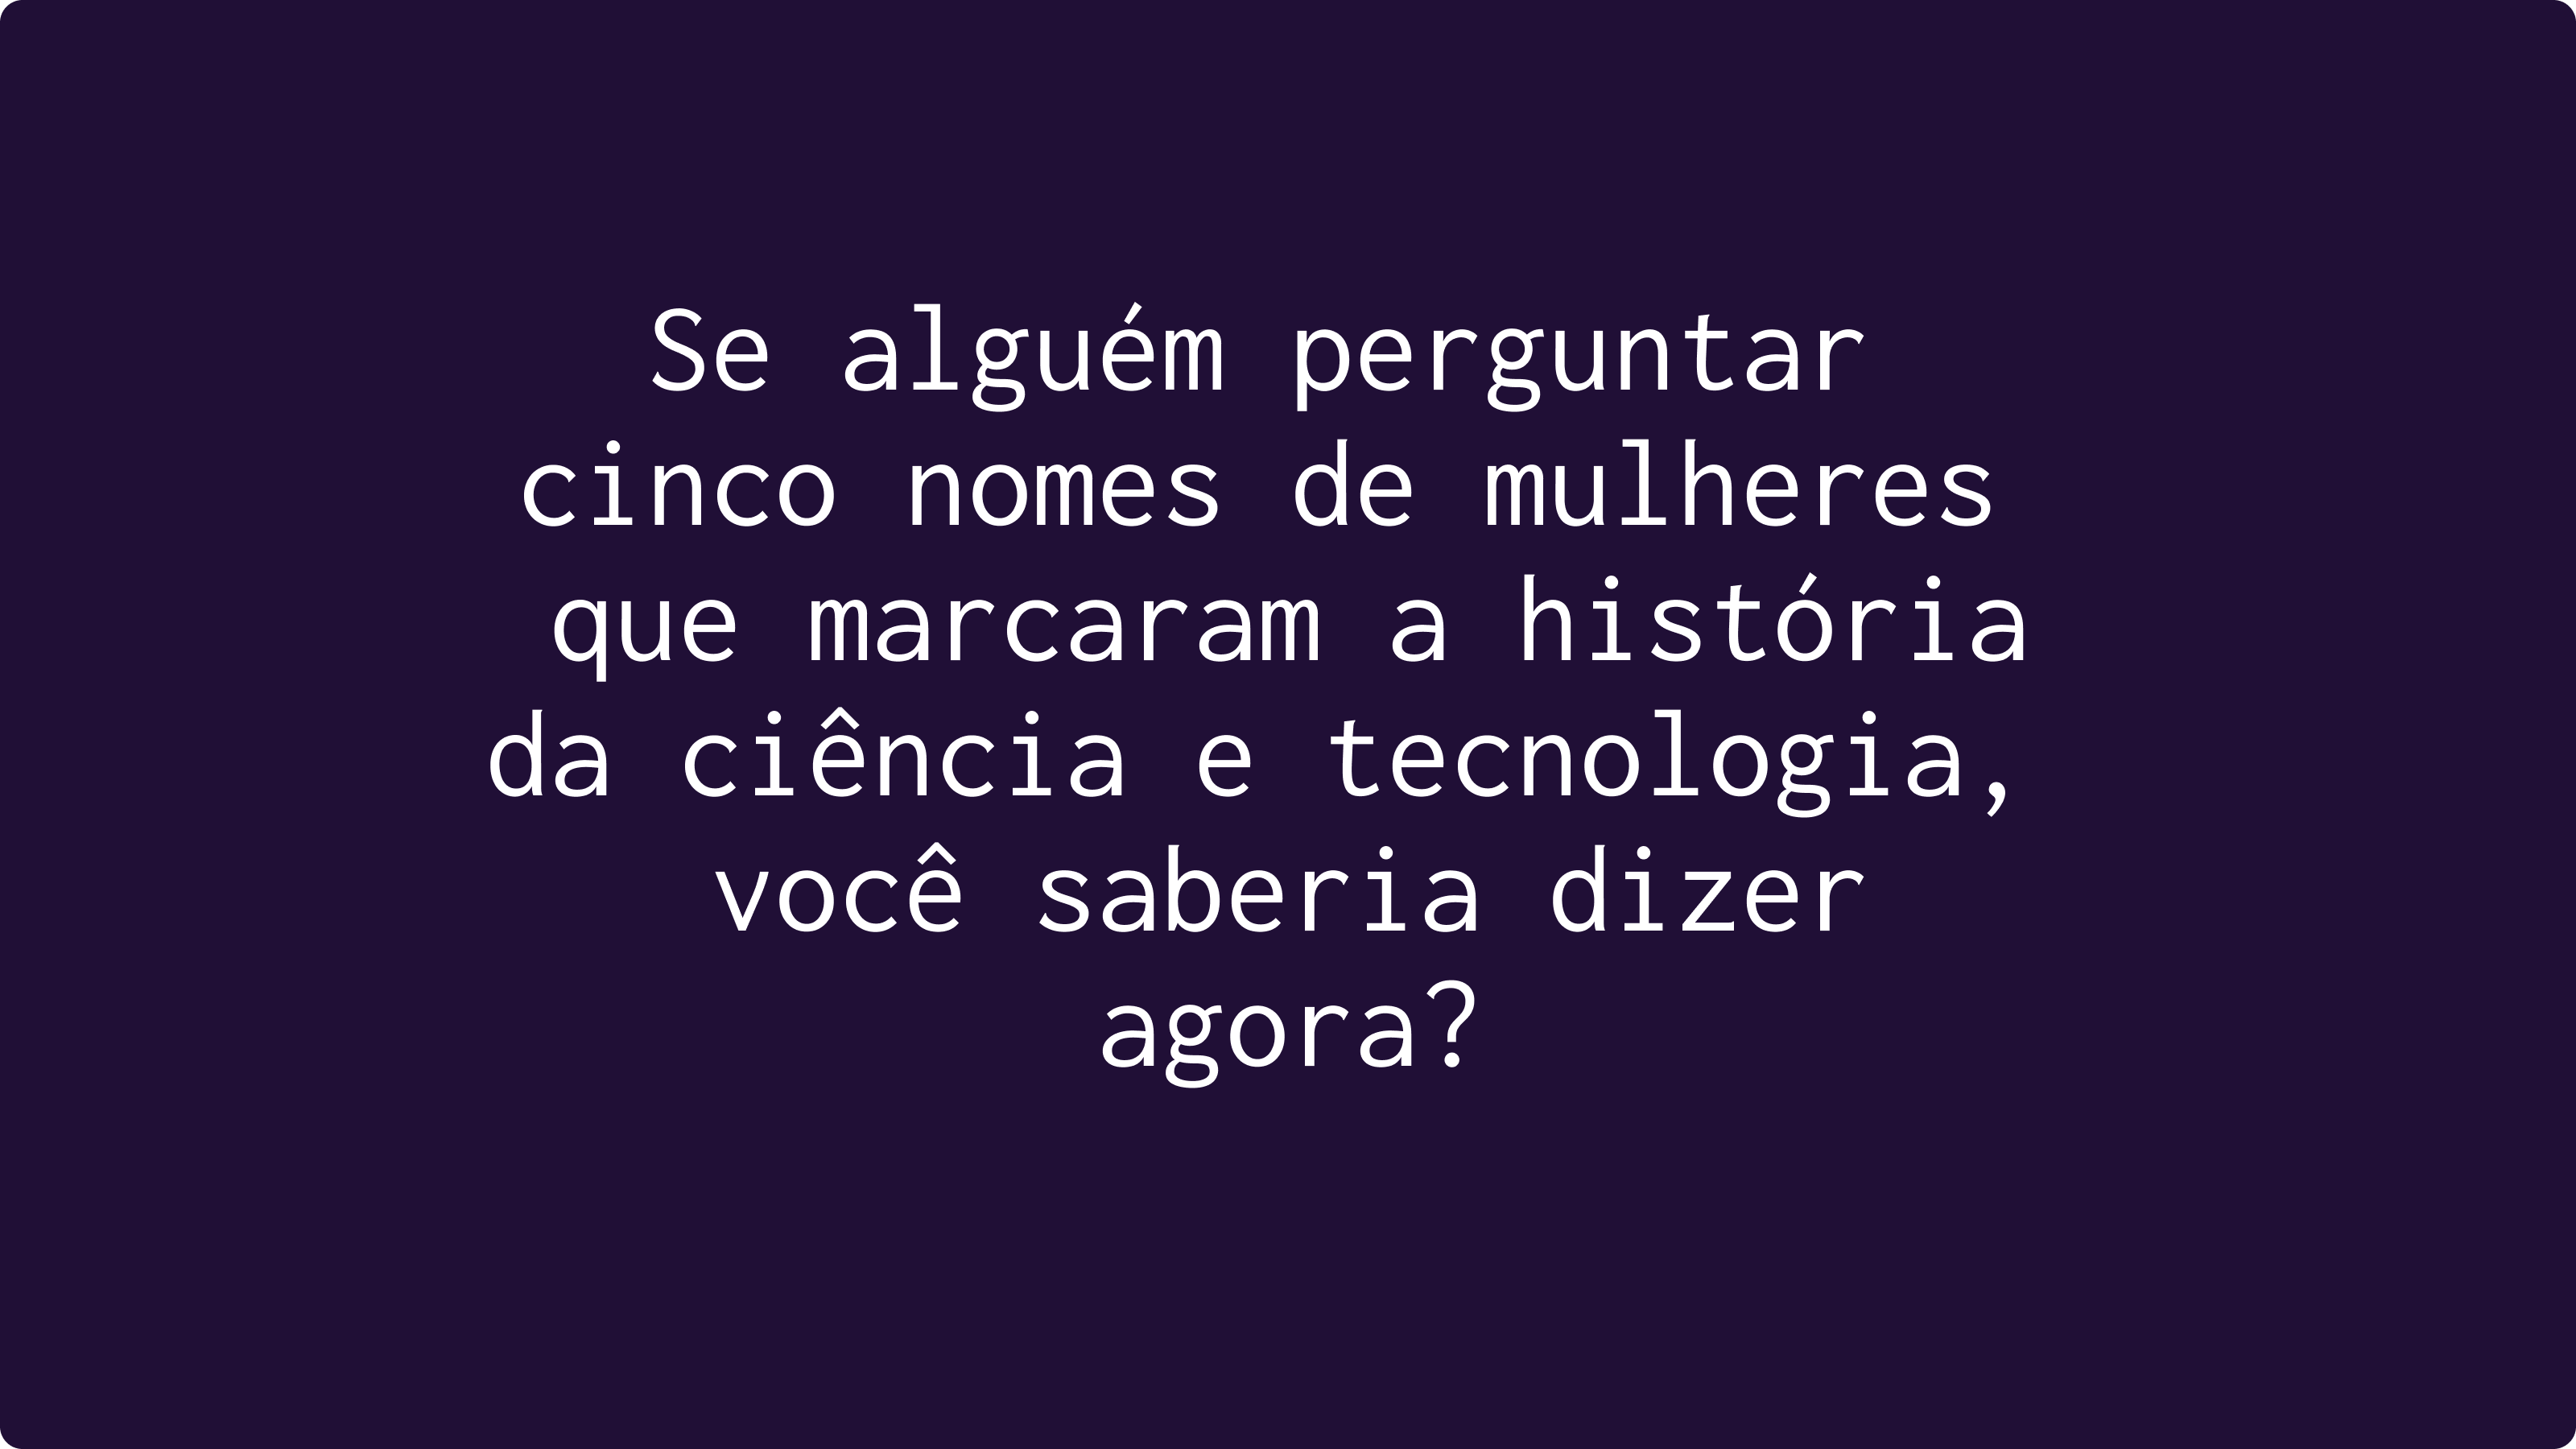 Se alguém perguntar
cinco nomes de mulheres
que marcaram a história
da ciência e tecnologia,
você saberia dizer
agora?